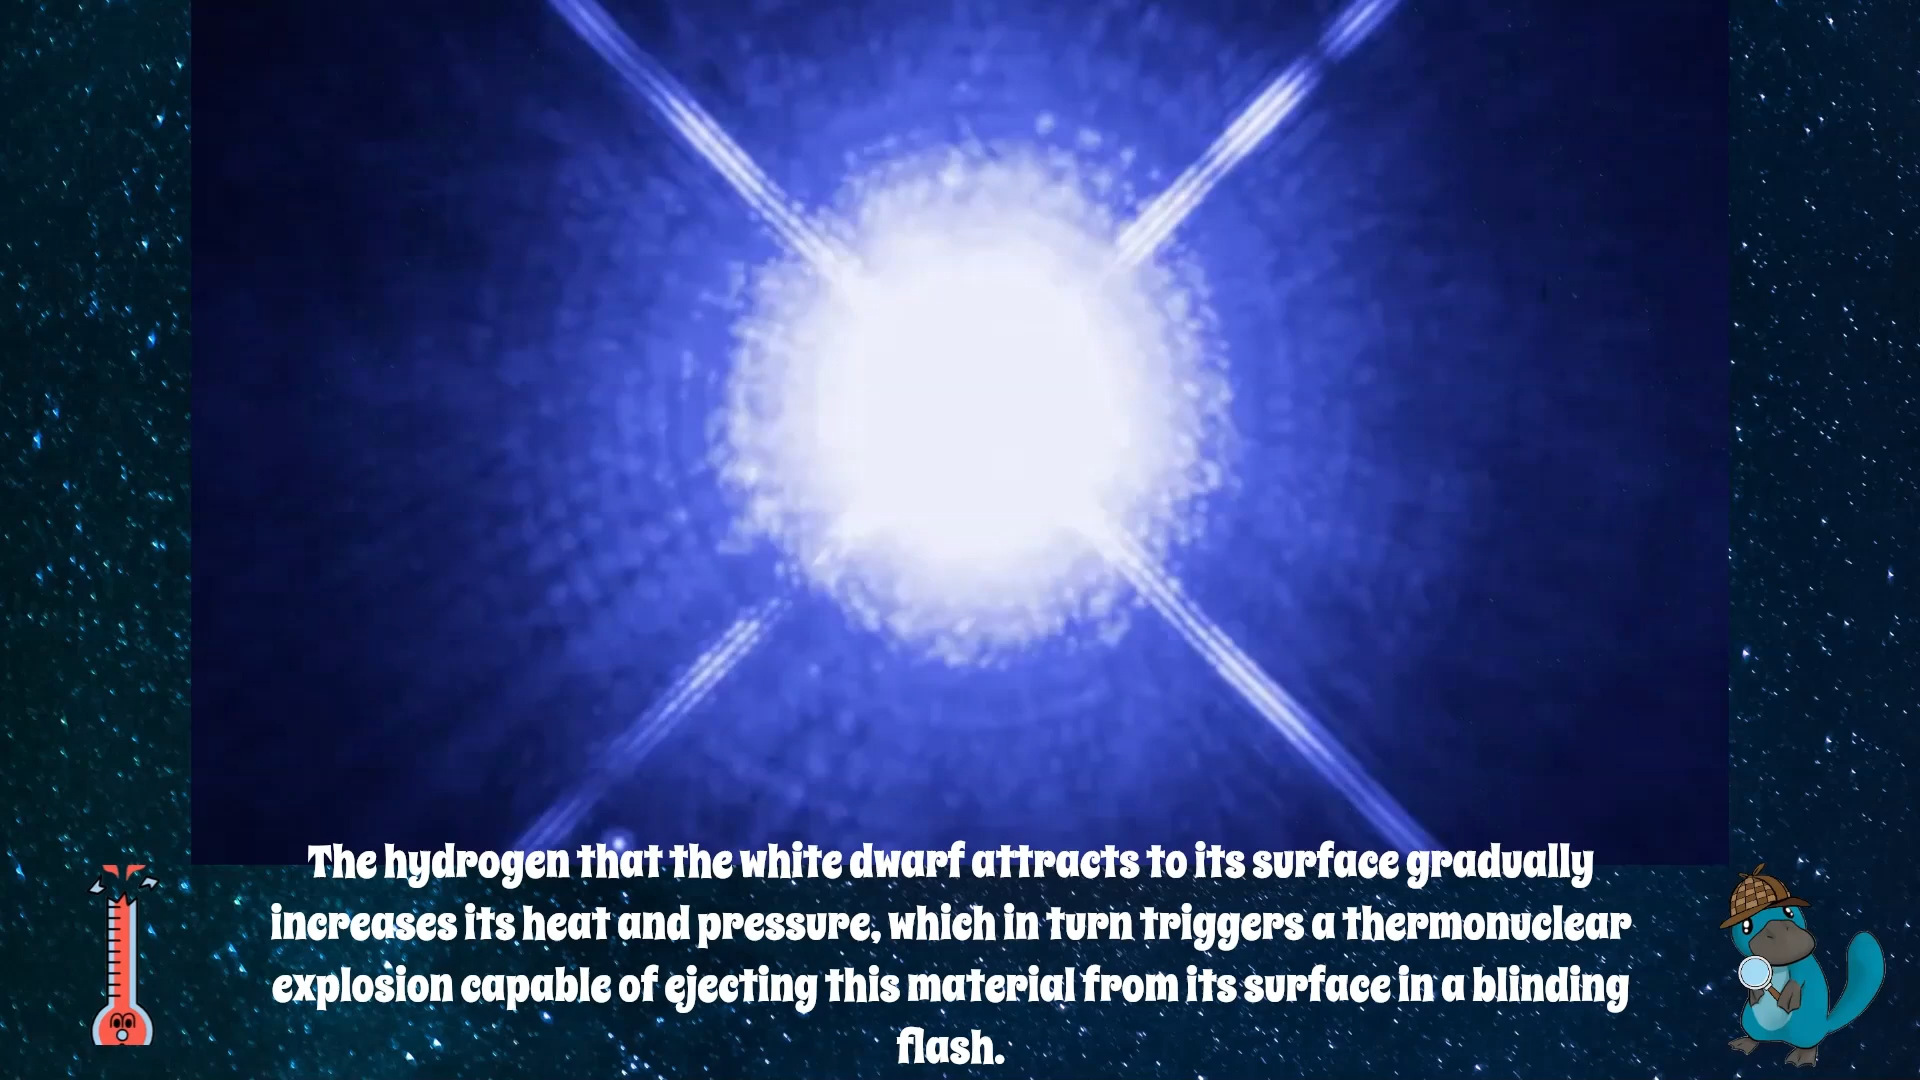 The hydrogen that the white dwarf attracts to its surface gradually
increases its heat and pressure, which in turn triggers a thermonuclear
explosion capable of ejecting this material from its surface in a blinding
flash.